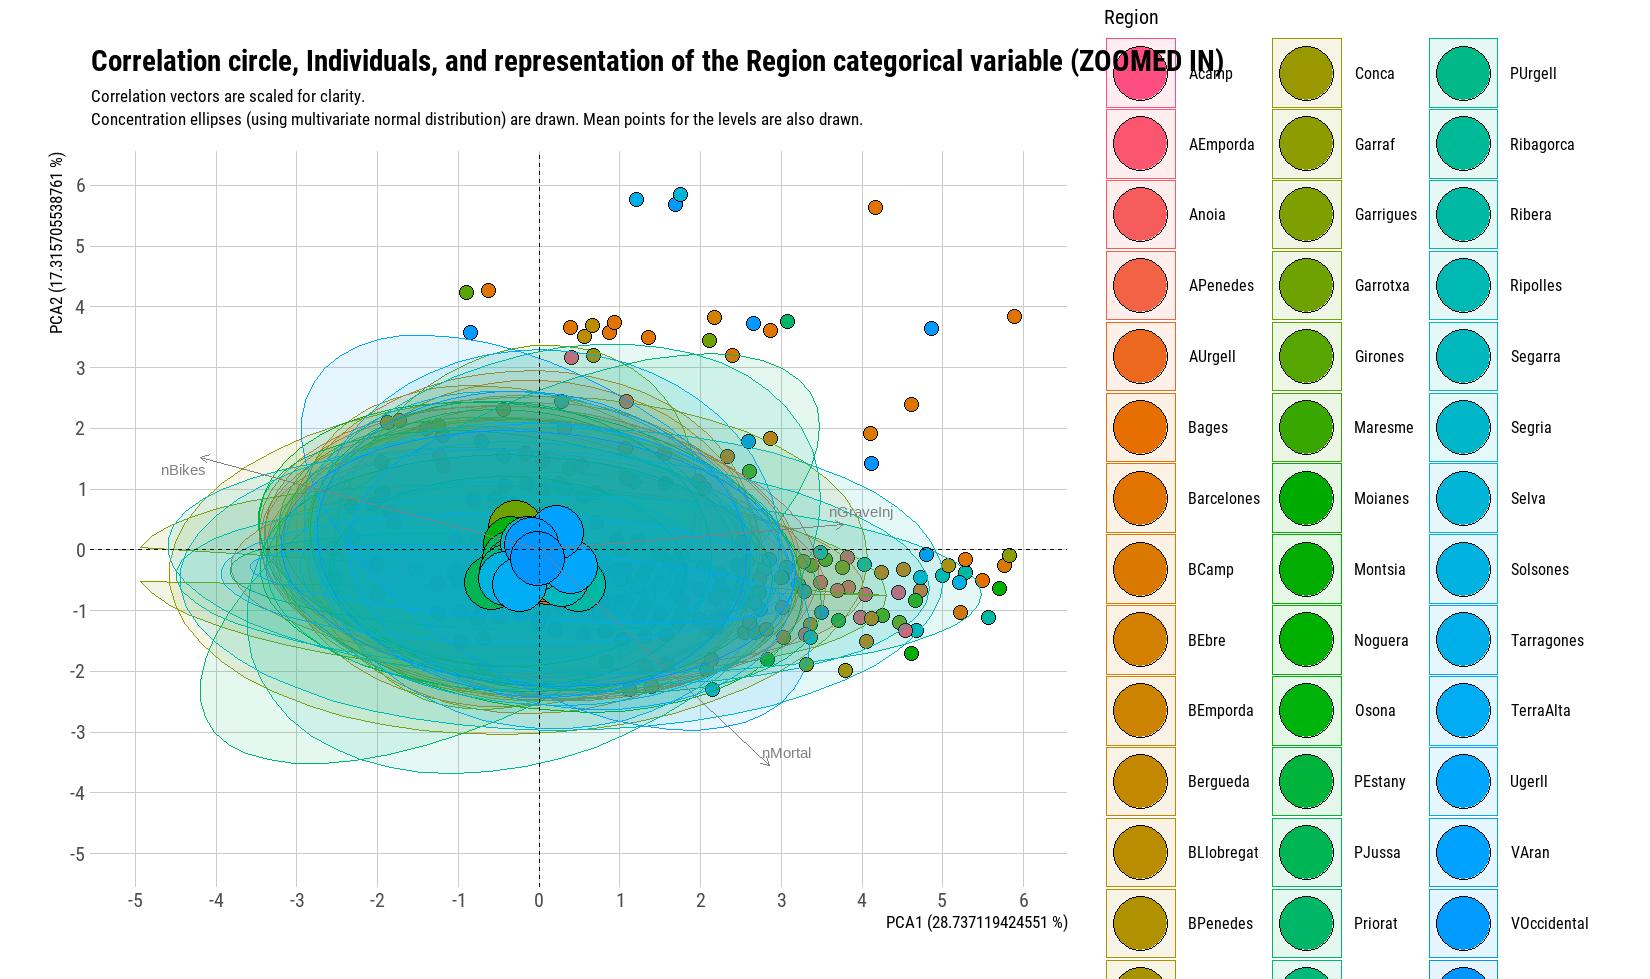 Region
Correlation circle, Individuals, and representation of the Region categorical variable (ZOOMED IN)
Correlation vectors are scaled for clarity.
Concentration ellipses (using multivariate normal distribution) are drawn. Mean points for the levels are also drawn.
PCA2 (17.3157055538761 %)
6
5
4
3
2
1
0
-1
-2
-3
-4
-5
nBikes
nGraveInj
nMortal
-5
-4
-3
-2
-1
0
1
2
3
4
5
6
PCA1 (28.737119424551 %)
Acamp
AEmporda
Anoia
APenedes
AUrgell
Bages
Barcelones
BCamp
BEbre
BEmporda
Bergueda
BLlobregat
BPenedes
Conca
Garraf
Garrigues
Garrotxa
Girones
Maresme
Moianes
Montsia
Noguera
Osona
PEstany
PJussa
Priorat
PUrgell
Ribagorca
Ribera
Ripolles
Segarra
Segria
Selva
Solsones
Tarragones
TerraAlta
Ugerll
VAran
VOccidental